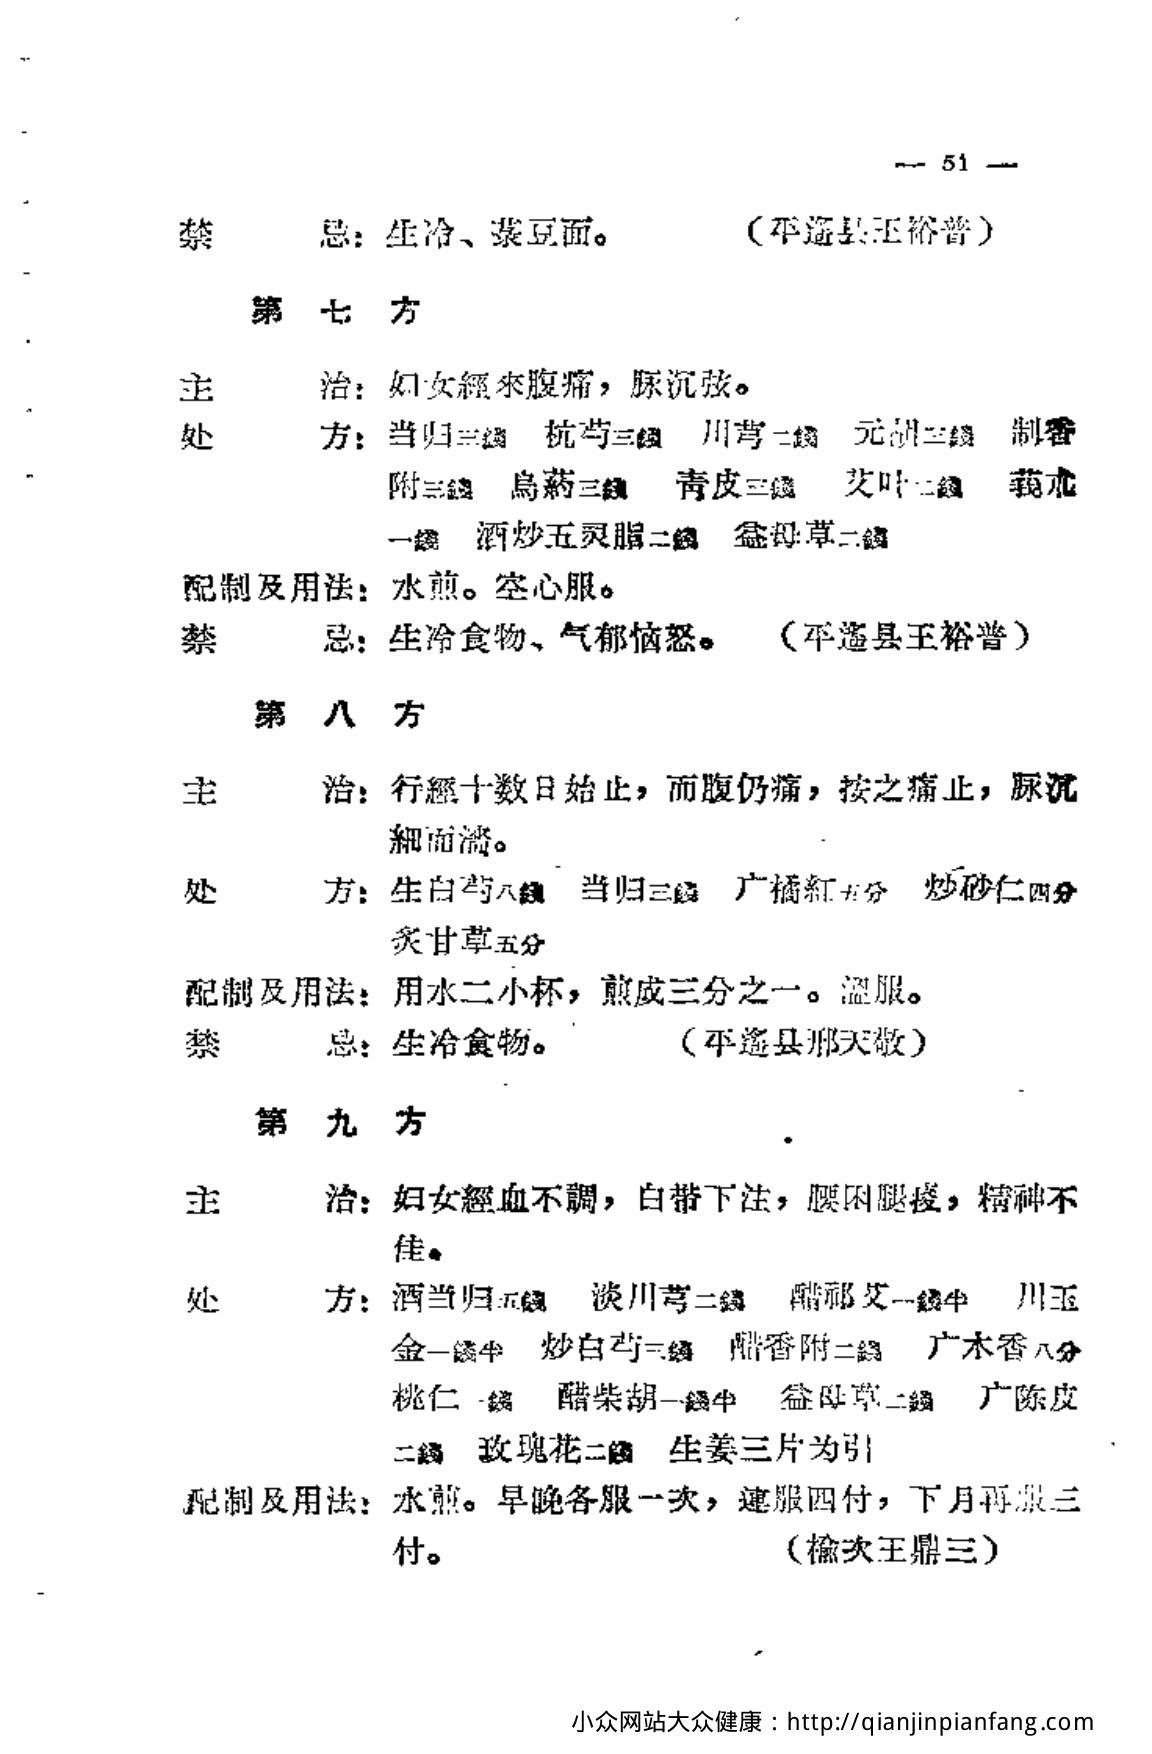 — 51 —
禁 忌：生冷、荞豆面。 （平遥县王裕普）
第 七 方
主 治：妇女經来腹痛，脉沉弦。
处 方：当归三錢 杭芍三錢 川芎二錢 元胡三錢 制香
附三錢 烏葯三錢 青皮三錢 艾叶二錢 莪朮
一錢 酒炒五灵脂二錢 益母草二錢
配制及用法：水煎。空心服。
禁 忌：生冷食物、气郁恼怒。 （平遥县王裕普）
第 八 方
主 治：行經十数日始止，而腹仍痛，按之痛止，脉沉
細而濡。
处 方：生白芍八錢 当归三錢 广橘紅五分 炒砂仁四分
炙甘草五分
配制及用法：用水二小杯，煎成三分之一。溫服。
禁 忌：生冷食物。 （平遥县邢天敬）
第 九 方
主 治：妇女經血不調，白带下注，腰困腿痠，精神不
佳。
处 方：酒当归五錢 淡川芎二錢 醋祁艾一錢半 川玉
金一錢半 炒白芍三錢 醋香附二錢 广木香八分
桃仁一錢 醋柴胡一錢半 益母草二錢 广陈皮
二錢 玫瑰花二錢 生姜三片为引
配制及用法：水煎。早晚各服一次，連服四付，下月再服三
付。 （榆次王鼎三）
小众网站大众健康：http://qianjinpianfang.com